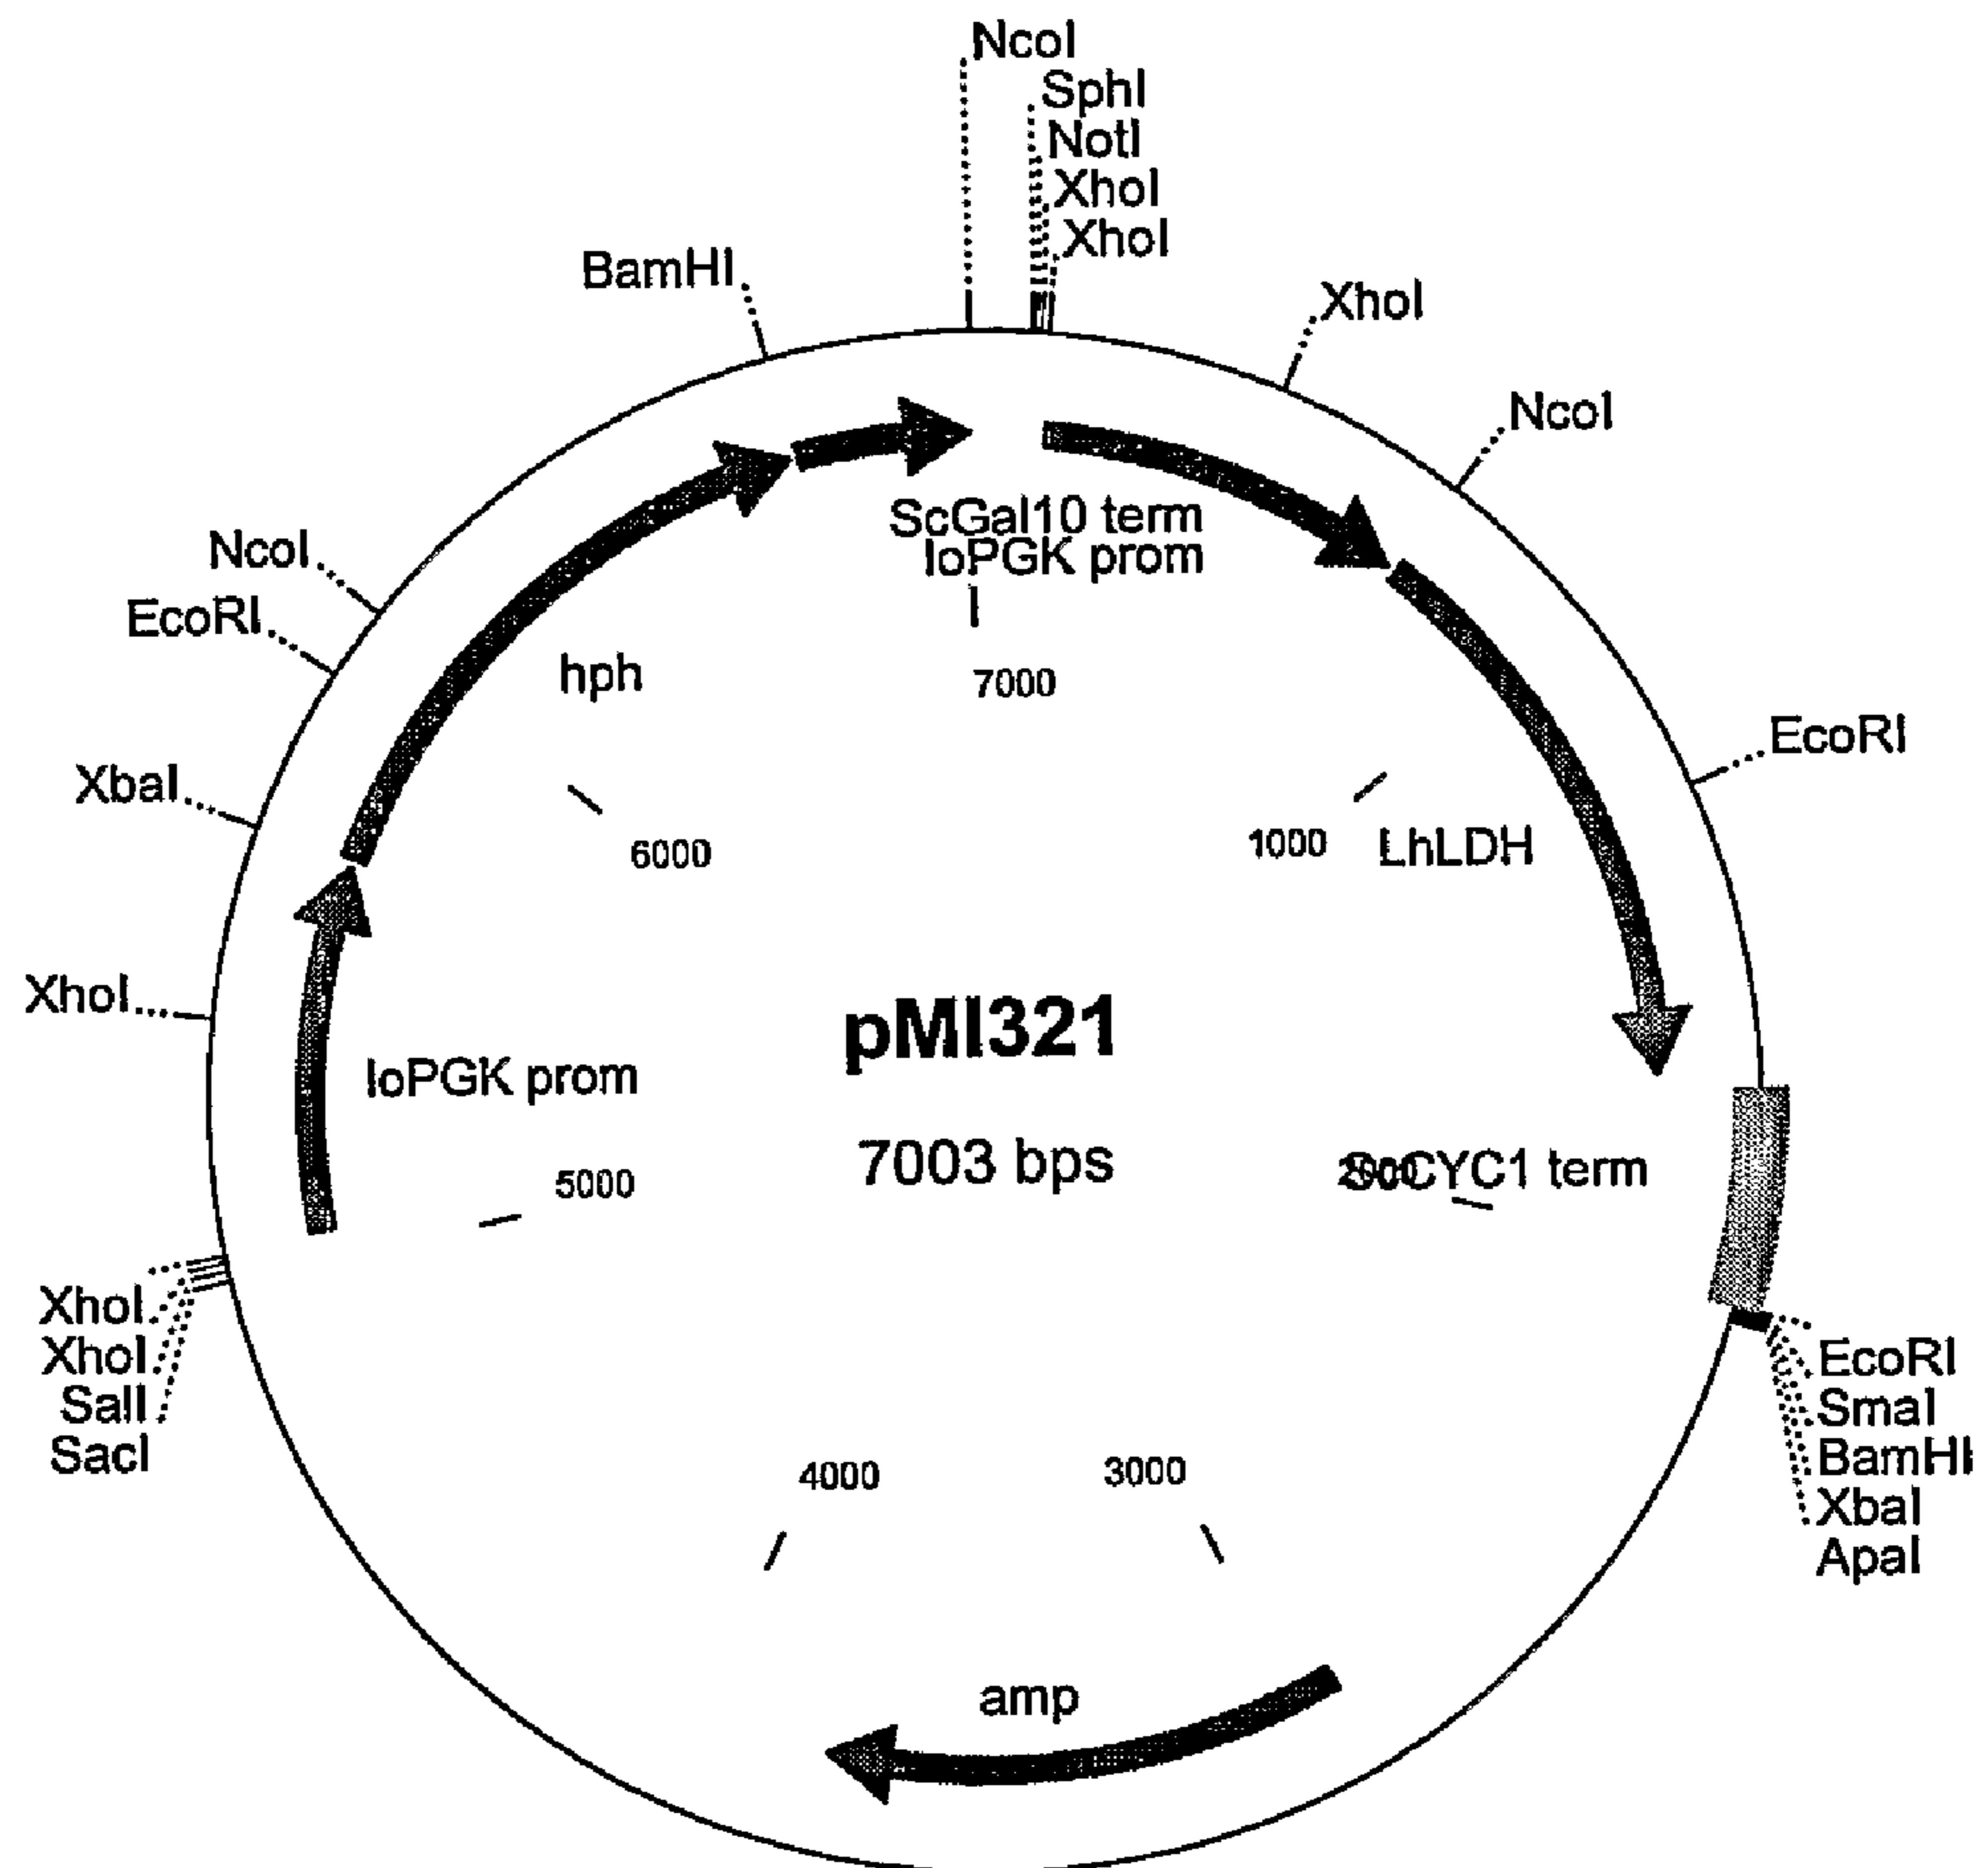 NcoI
SphI
NotI
XhoI
XhoI
BamHI
XhoI
NcoI
ScGal10 term
IoPGK prom
NcoI
EcoRI
hph
7000
EcoRI
XbaI
6000
1000
LhLDH
XhoI
pMI321
IoPGK prom
7003 bps
5000
2000
ScCYC1 term
XhoI
XhoI
SalI
SacI
EcoRI
SmaI
BamHI
XbaI
ApaI
4000
3000
amp